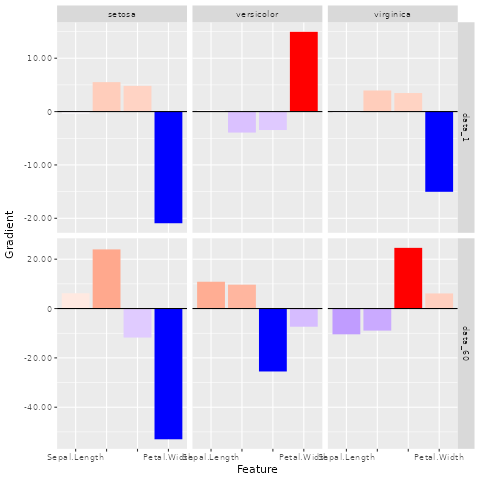 setosa versicolor virginica
10.00
0
-10.00
-20.00
data_1
20.00
0
-20.00
-40.00
data_60
Sepal.Length Petal.Width Sepal.Length Petal.Width Sepal.Length Petal.Width
Feature
Gradient